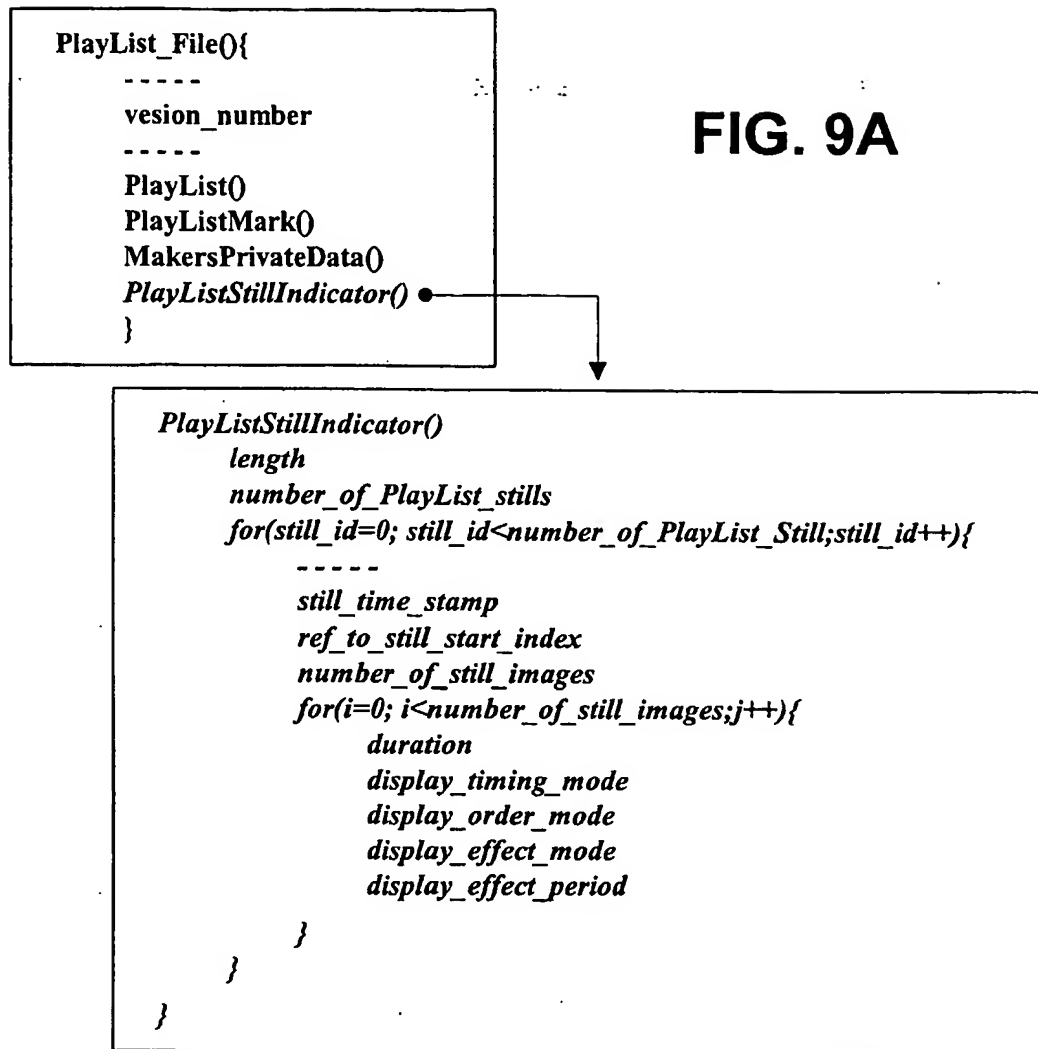 PlayList_File(){
- - - - -
vesion_number
- - - - -
PlayList()
PlayListMark()
MakersPrivateData()
PlayListStillIndicator()
}
FIG. 9A
PlayListStillIndicator()
length
number_of_PlayList_stills
for(still_id=0; still_id<number_of_PlayList_Still;still_id++){
- - - - -
still_time_stamp
ref_to_still_start_index
number_of_still_images
for(i=0; i<number_of_still_images;j++){
duration
display_timing_mode
display_order_mode
display_effect_mode
display_effect_period
}
}
}